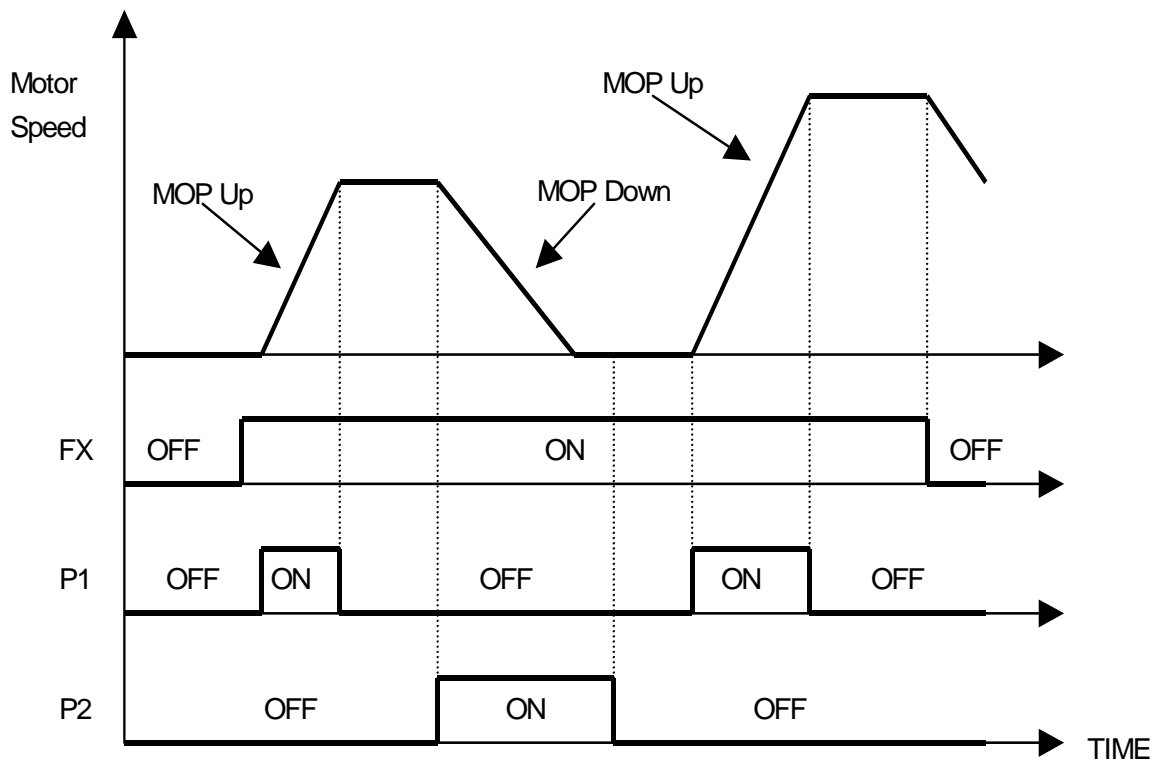 Motor
Speed
MOP Up
MOP Up
MOP Down
FX
OFF
ON
OFF
P1
OFF
ON
OFF
ON
OFF
P2
OFF
ON
OFF
TIME